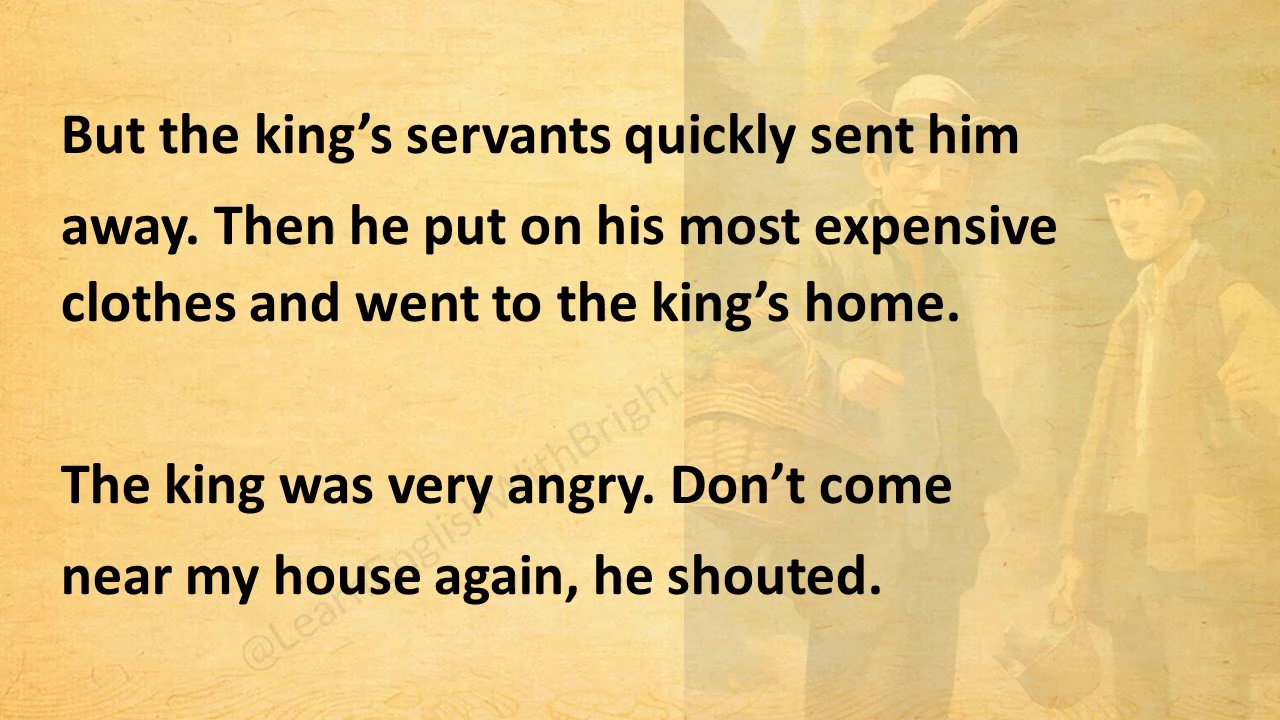 But the king’s servants quickly sent him
away. Then he put on his most expensive
clothes and went to the king’s home.
The king was very angry. Don’t come
near my house again, he shouted.
@LearnEnglishWithBright